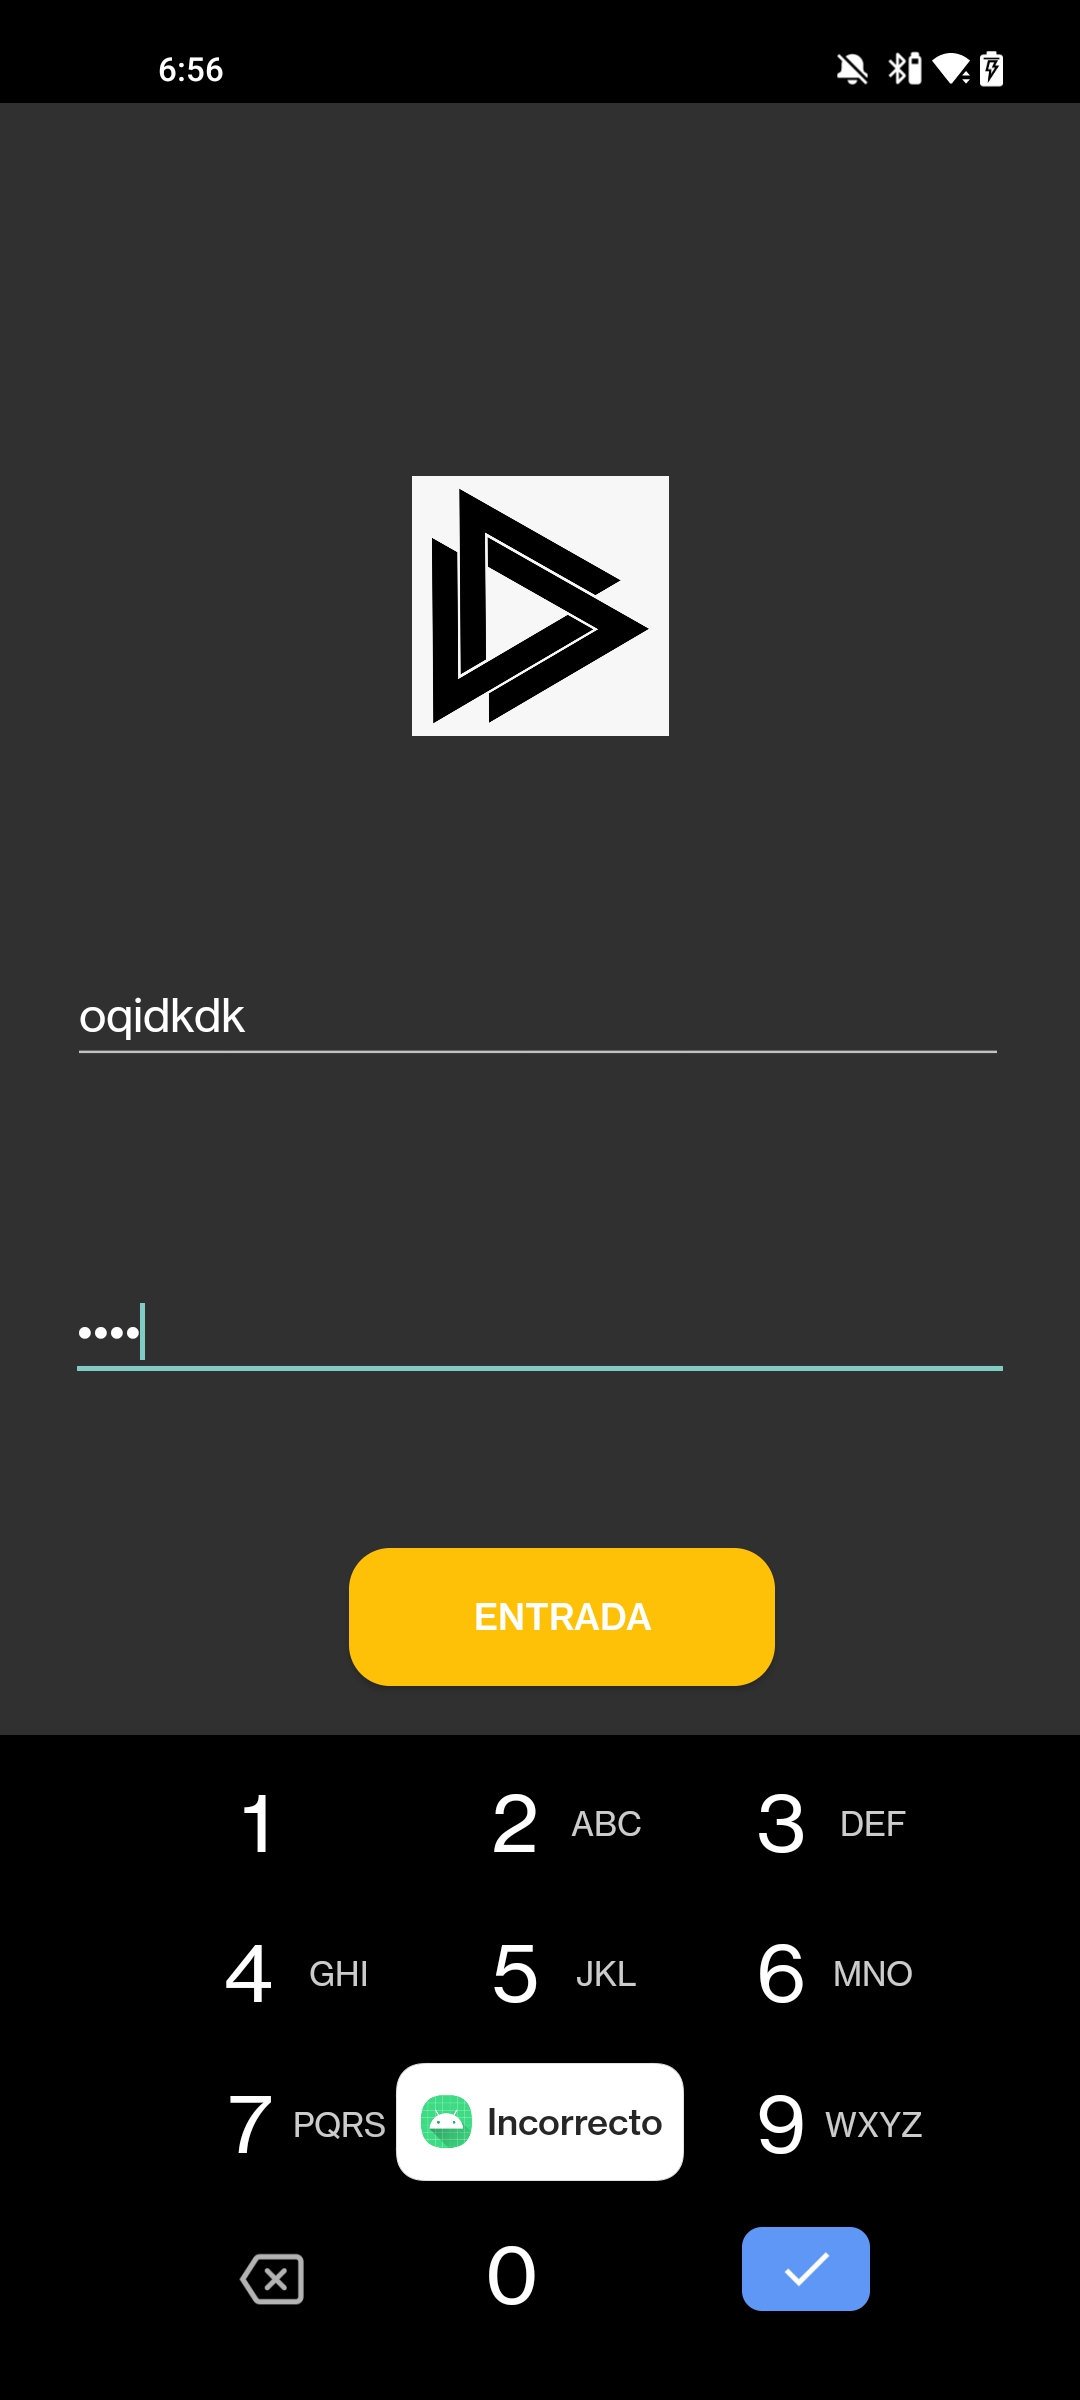 6:56
oqidkdk
••••
ENTRADA
1 2 ABC 3 DEF
4 GHI 5 JKL 6 MNO
7 PQRS Incorrecto 9 WXYZ
0